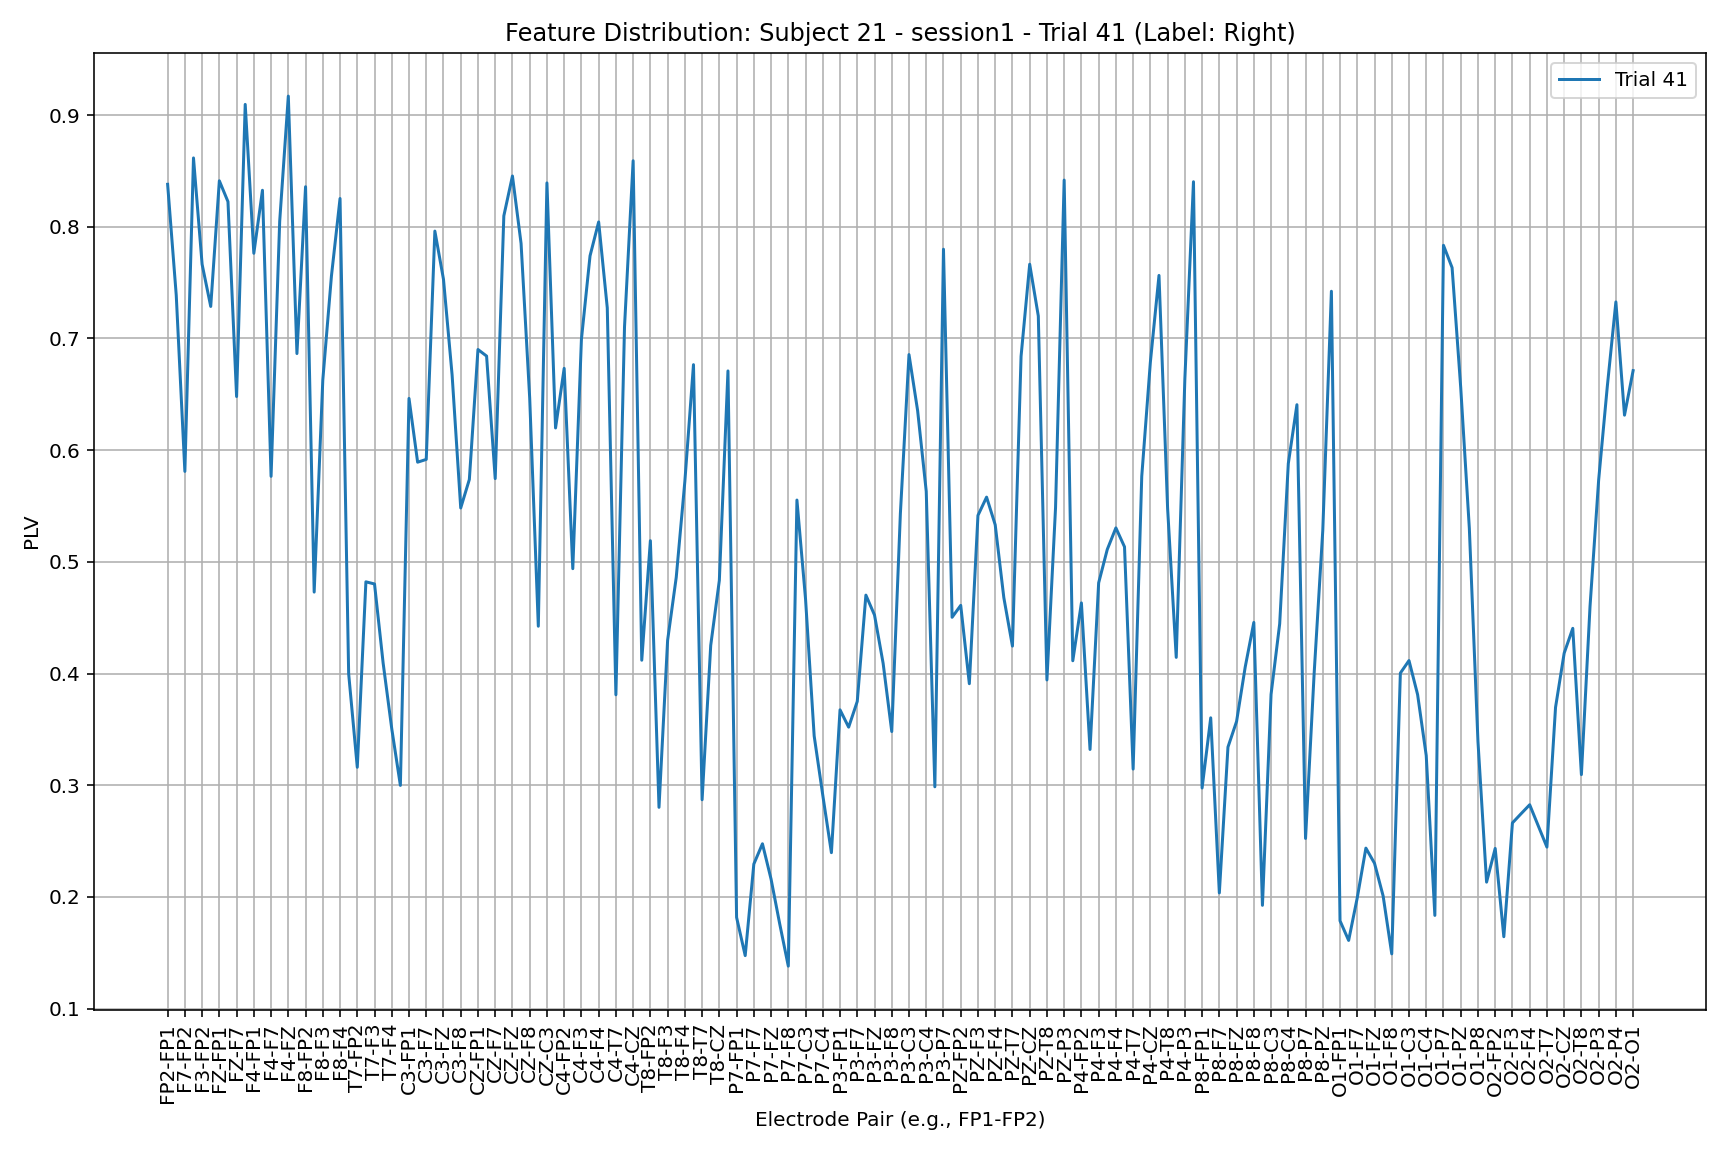 Feature Distribution: Subject 21 - session1 - Trial 41 (Label: Right)
Trial 41
PLV
0.9
0.8
0.7
0.6
0.5
0.4
0.3
0.2
0.1
FP2-FP1
F7-FP2
F3-FP2
FZ-FP1
FZ-F7
F4-FP1
F4-F7
F4-FZ
F8-FP2
F8-F3
F8-F4
T7-FP2
T7-F3
T7-F4
C3-FP1
C3-F7
C3-FZ
C3-F8
CZ-FP1
CZ-F7
CZ-FZ
CZ-F8
CZ-C3
C4-FP2
C4-F3
C4-F4
C4-T7
C4-CZ
T8-FP2
T8-F3
T8-F4
T8-T7
T8-CZ
P7-FP1
P7-F7
P7-FZ
P7-F8
P7-C3
P7-C4
P3-FP1
P3-F7
P3-FZ
P3-F8
P3-C3
P3-C4
P3-P7
PZ-FP2
PZ-F3
PZ-F4
PZ-T7
PZ-CZ
PZ-T8
PZ-P3
P4-FP2
P4-F3
P4-F4
P4-T7
P4-CZ
P4-T8
P4-P3
P8-FP1
P8-F7
P8-FZ
P8-F8
P8-C3
P8-C4
P8-P7
P8-PZ
O1-FP1
O1-F7
O1-FZ
O1-F8
O1-C3
O1-C4
O1-P7
O1-PZ
O1-P8
O2-FP2
O2-F3
O2-F4
O2-T7
O2-CZ
O2-T8
O2-P3
O2-P4
O2-O1
Electrode Pair (e.g., FP1-FP2)